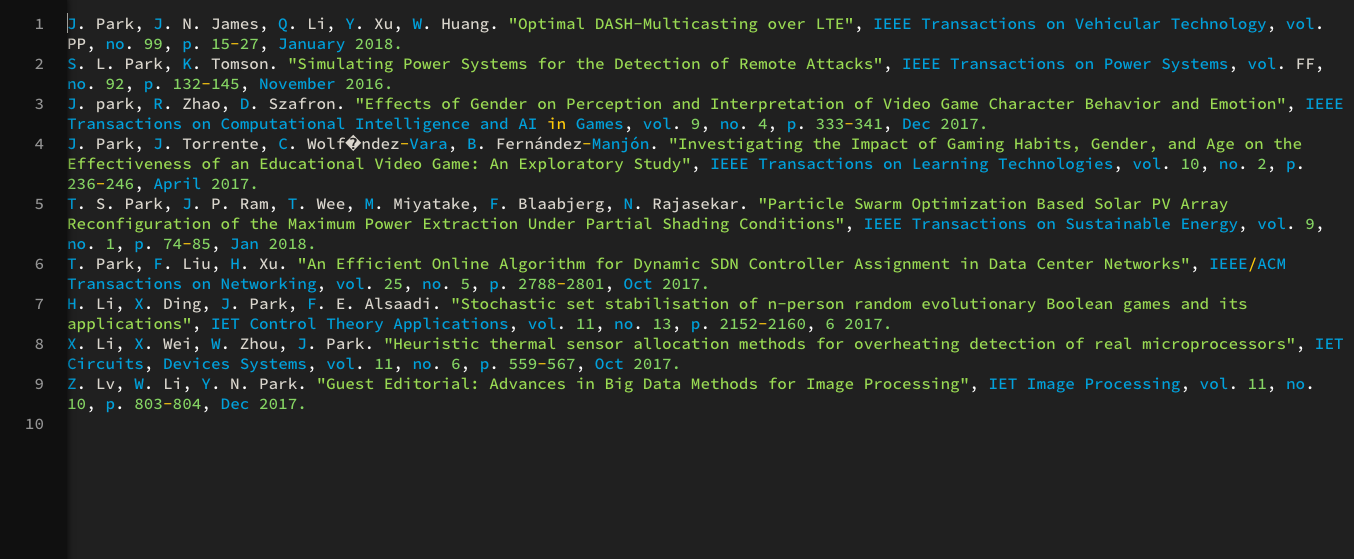 1 J. Park, J. N. James, Q. Li, Y. Xu, W. Huang. "Optimal DASH-Multicasting over LTE", IEEE Transactions on Vehicular Technology, vol.
PP, no. 99, p. 15-27, January 2018.
2 S. L. Park, K. Tomson. "Simulating Power Systems for the Detection of Remote Attacks", IEEE Transactions on Power Systems, vol. FF,
no. 92, p. 132-145, November 2016.
3 J. park, R. Zhao, D. Szafron. "Effects of Gender on Perception and Interpretation of Video Game Character Behavior and Emotion", IEEE
Transactions on Computational Intelligence and AI in Games, vol. 9, no. 4, p. 333-341, Dec 2017.
4 J. Park, J. Torrente, C. Wolf�ndez-Vara, B. Fernández-Manjón. "Investigating the Impact of Gaming Habits, Gender, and Age on the
Effectiveness of an Educational Video Game: An Exploratory Study", IEEE Transactions on Learning Technologies, vol. 10, no. 2, p.
236-246, April 2017.
5 T. S. Park, J. P. Ram, T. Wee, M. Miyatake, F. Blaabjerg, N. Rajasekar. "Particle Swarm Optimization Based Solar PV Array
Reconfiguration of the Maximum Power Extraction Under Partial Shading Conditions", IEEE Transactions on Sustainable Energy, vol. 9,
no. 1, p. 74-85, Jan 2018.
6 T. Park, F. Liu, H. Xu. "An Efficient Online Algorithm for Dynamic SDN Controller Assignment in Data Center Networks", IEEE/ACM
Transactions on Networking, vol. 25, no. 5, p. 2788-2801, Oct 2017.
7 H. Li, X. Ding, J. Park, F. E. Alsaadi. "Stochastic set stabilisation of n-person random evolutionary Boolean games and its
applications", IET Control Theory Applications, vol. 11, no. 13, p. 2152-2160, 6 2017.
8 X. Li, X. Wei, W. Zhou, J. Park. "Heuristic thermal sensor allocation methods for overheating detection of real microprocessors", IET
Circuits, Devices Systems, vol. 11, no. 6, p. 559-567, Oct 2017.
9 Z. Lv, W. Li, Y. N. Park. "Guest Editorial: Advances in Big Data Methods for Image Processing", IET Image Processing, vol. 11, no.
10, p. 803-804, Dec 2017.
10